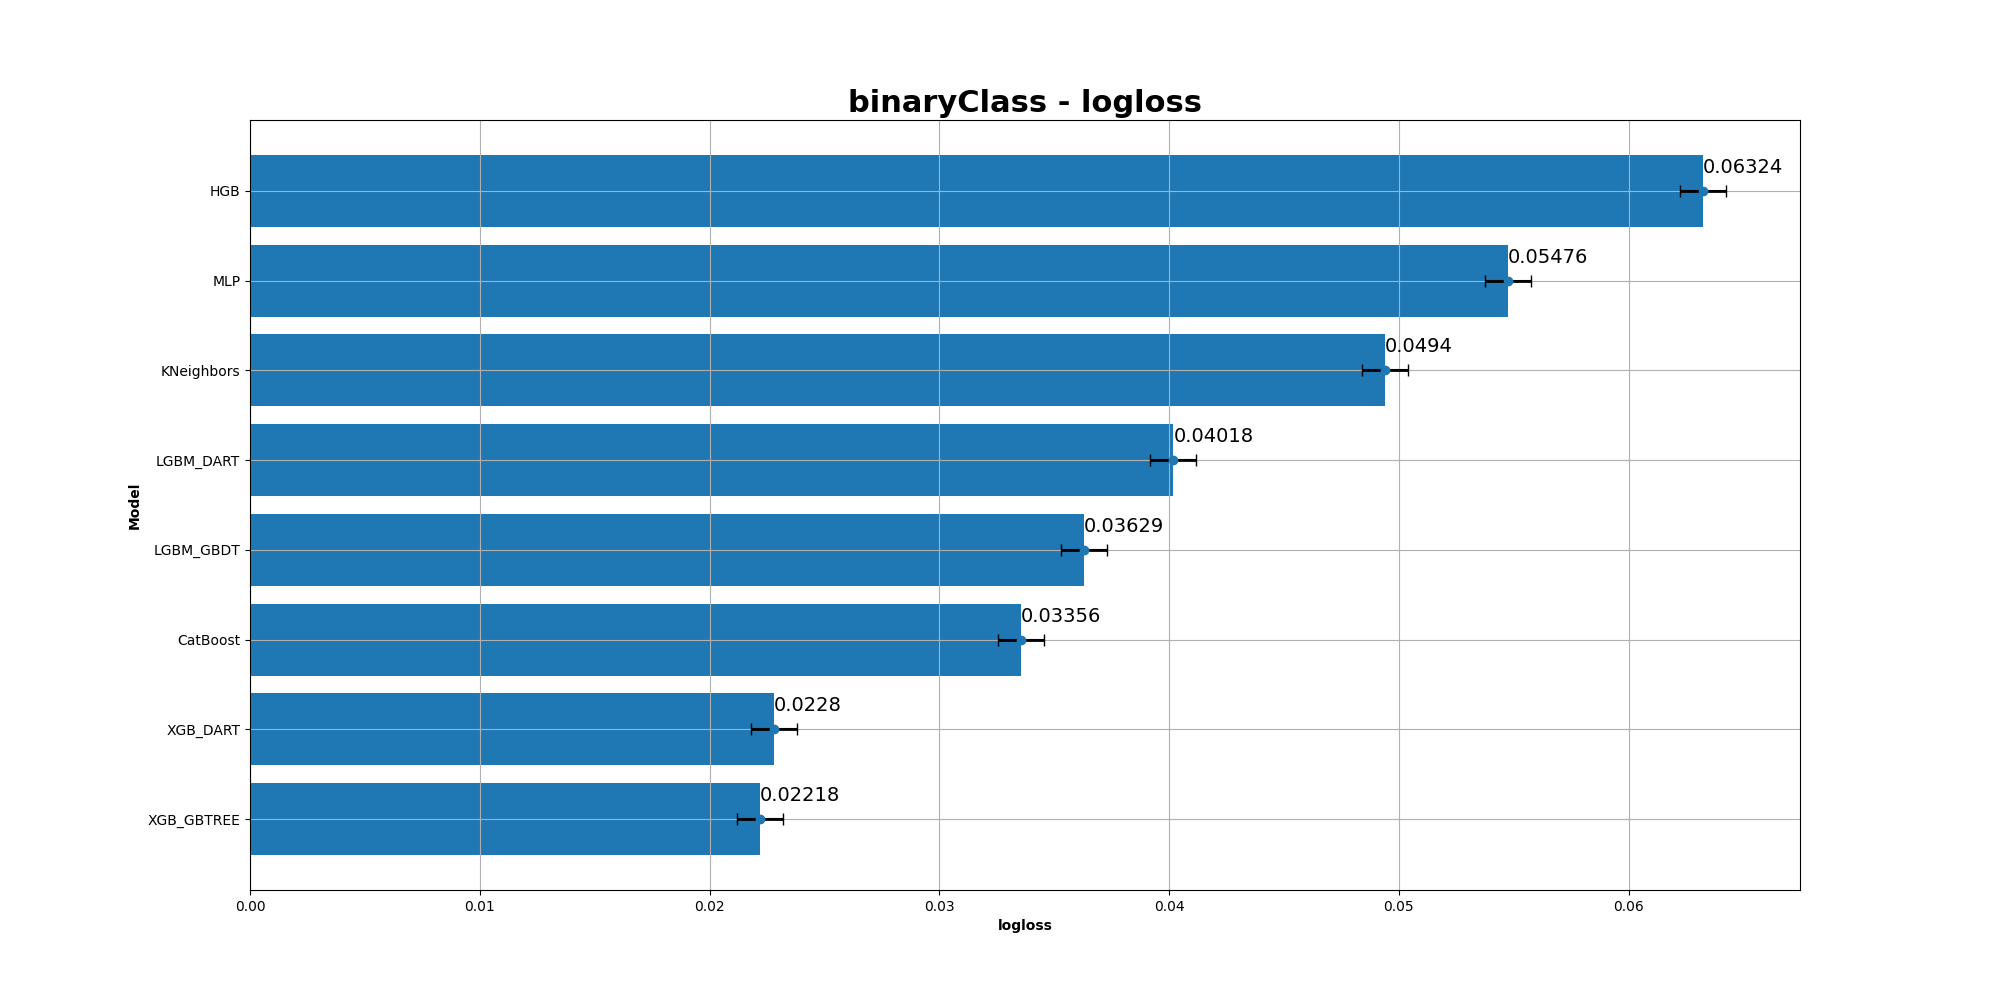 binaryClass - logloss
HGB
0.06324
MLP
0.05476
KNeighbors
0.0494
LGBM_DART
0.04018
LGBM_GBDT
0.03629
CatBoost
0.03356
XGB_DART
0.0228
XGB_GBTREE
0.02218
Model
0.00 0.01 0.02 0.03 0.04 0.05 0.06
logloss